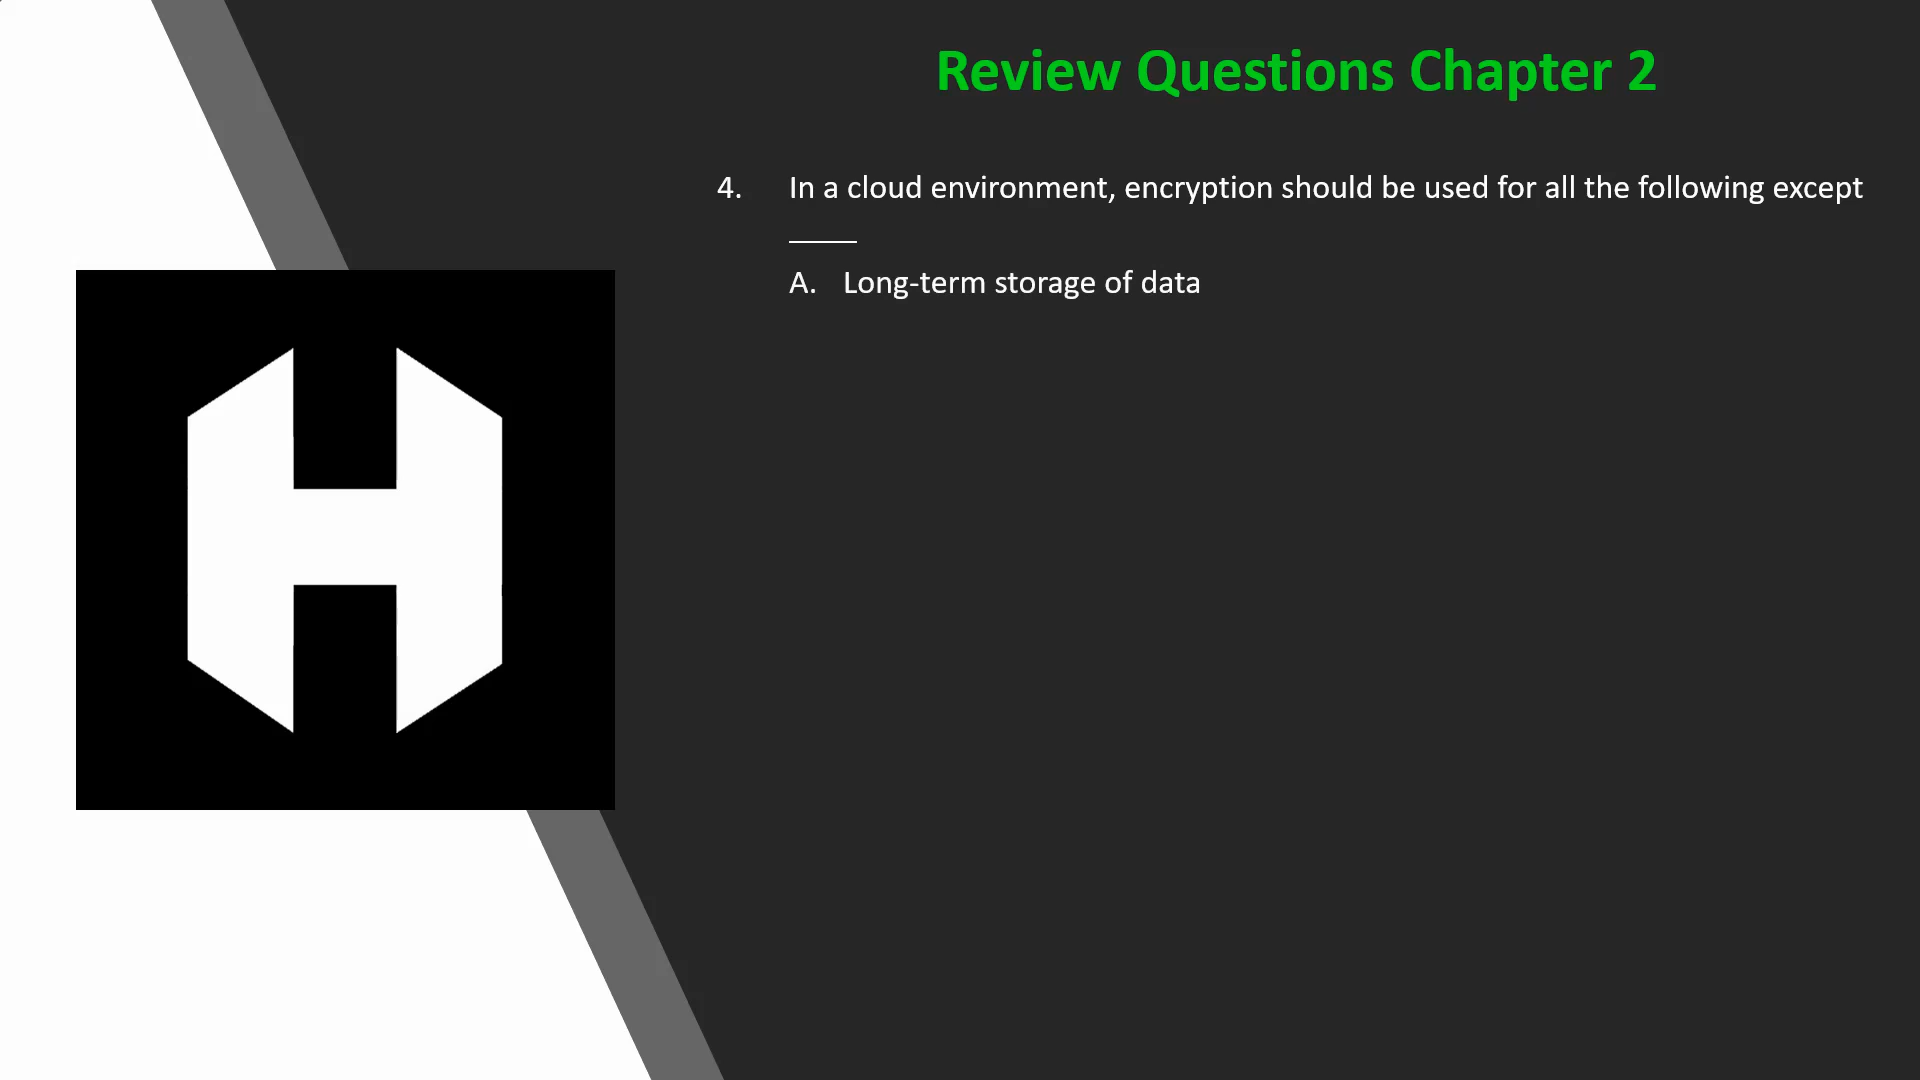 Review Questions Chapter 2
4. In a cloud environment, encryption should be used for all the following except
_____
A. Long-term storage of data
H